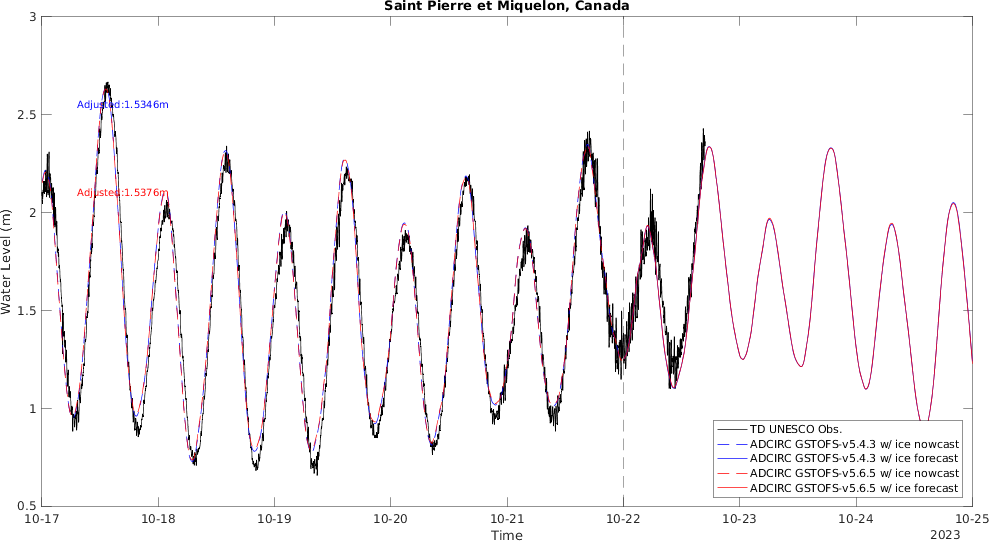 Saint Pierre et Miquelon, Canada
3
2.5
2
1.5
1
0.5
Water Level (m)
Adjusted:1.5346m
Adjusted:1.5376m
TD UNESCO Obs.
ADCIRC GSTOFS-v5.4.3 w/ ice nowcast
ADCIRC GSTOFS-v5.4.3 w/ ice forecast
ADCIRC GSTOFS-v5.6.5 w/ ice nowcast
ADCIRC GSTOFS-v5.6.5 w/ ice forecast
10-17 10-18 10-19 10-20 10-21 10-22 10-23 10-24 10-25
Time
2023